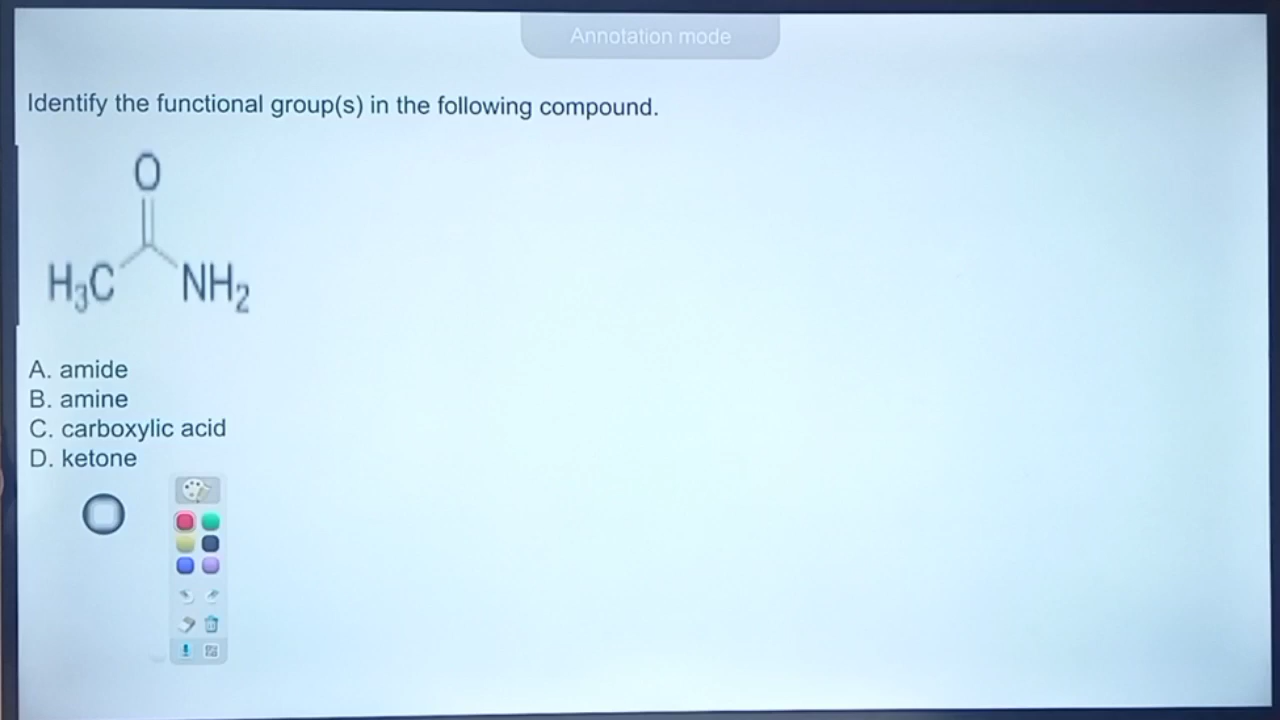 Annotation mode
Identify the functional group(s) in the following compound.
O
H₃C NH₂
A. amide
B. amine
C. carboxylic acid
D. ketone